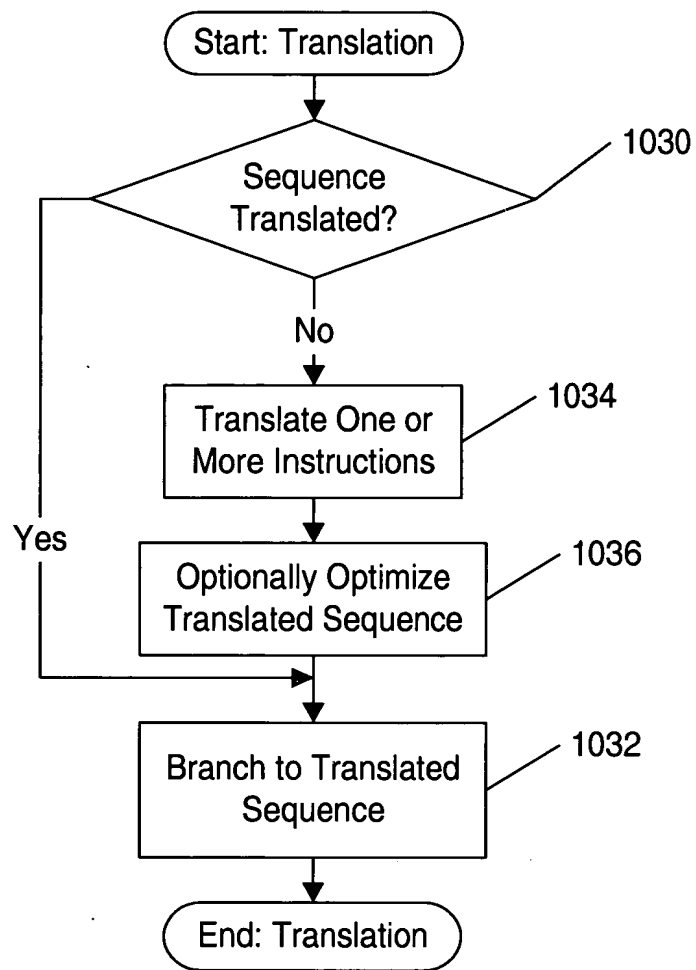 Start: Translation
1030
Sequence
Translated?
No
1034
Translate One or
More Instructions
Yes
1036
Optionally Optimize
Translated Sequence
1032
Branch to Translated
Sequence
End: Translation